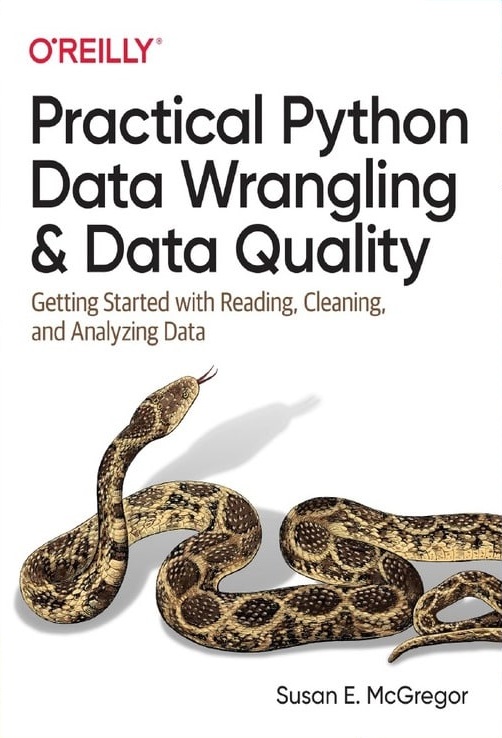 O'REILLY®
Practical Python
Data Wrangling
& Data Quality
Getting Started with Reading, Cleaning,
and Analyzing Data
Susan E. McGregor